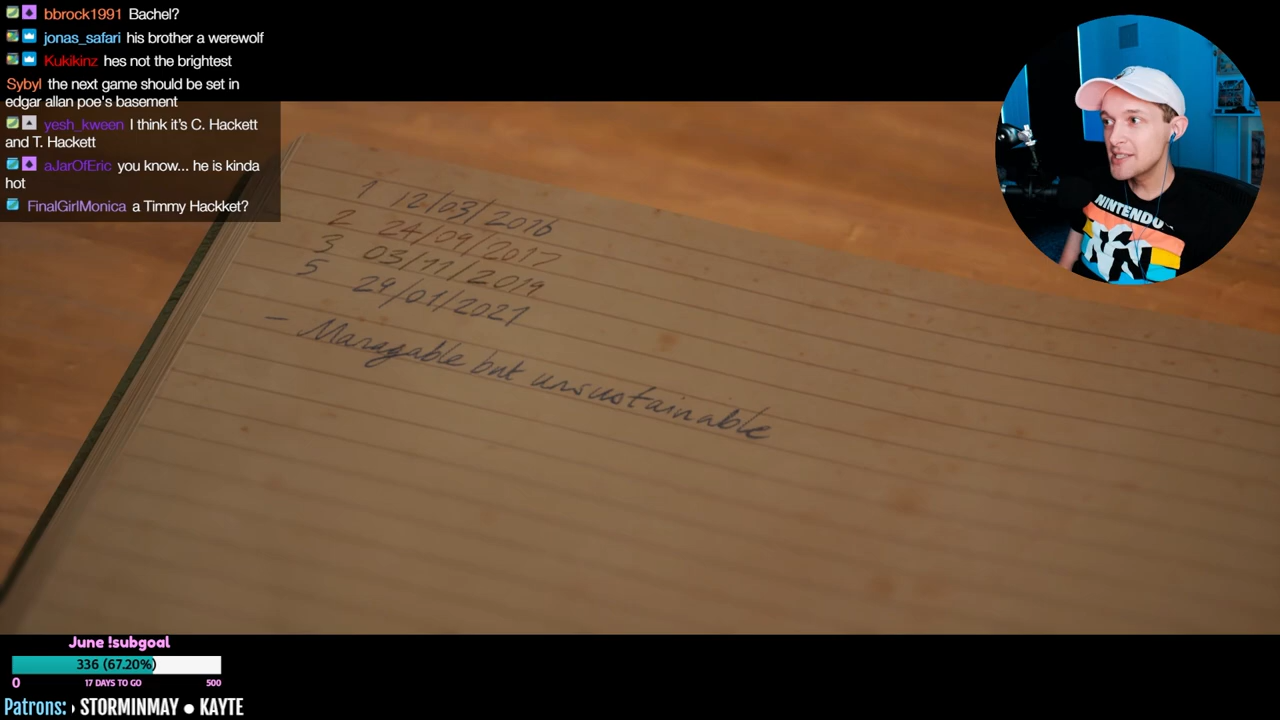 bbrock1991 Bachel?
jonas_safari his brother a werewolf
Kukikinz hes not the brightest
Sybyl the next game should be set in
edgar allan poe's basement
yesh_kween I think it's C. Hackett
and T. Hackett
aJarOfEric you know... he is kinda
hot
FinalGirlMonica a Timmy Hackket?
NINTENDO
1 12/03/2016
2 24/09/2017
3 03/11/2019
5 29/01/2021
- Managable but unsustainable
June !subgoal
336 (67.20%)
0 17 DAYS TO GO 500
Patrons: STORMINMAY ● KAYTE